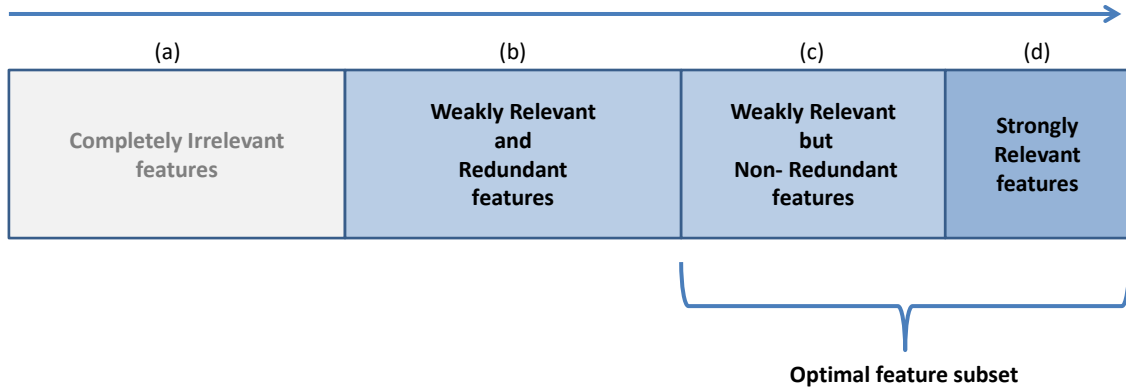 (a)
(b)
(c)
(d)
Completely Irrelevant
features
Weakly Relevant
and
Redundant
features
Weakly Relevant
but
Non- Redundant
features
Strongly
Relevant
features
Optimal feature subset